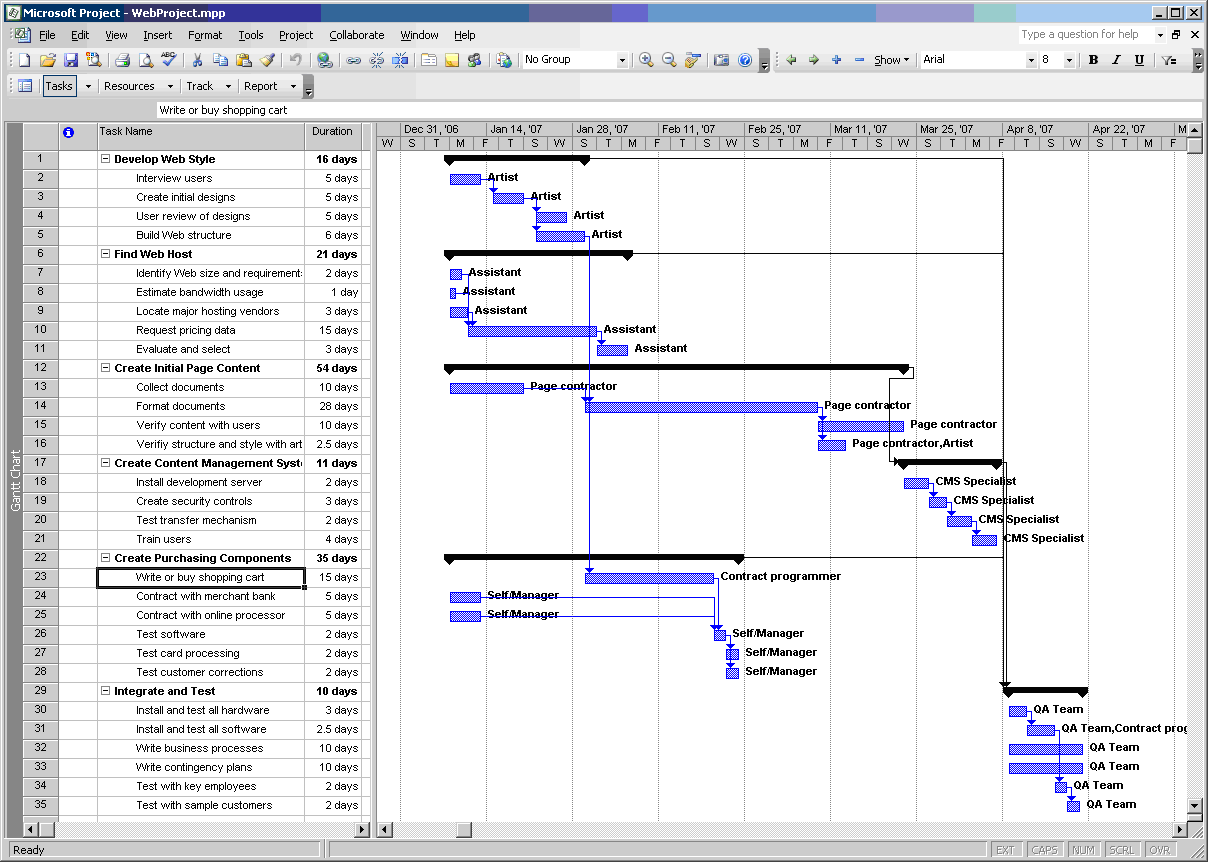 Microsoft Project - WebProject.mpp
File Edit View Insert Format Tools Project Collaborate Window Help Type a question for help
No Group Show Arial 8 B I U
Tasks Resources Track Report
Write or buy shopping cart
Task Name Duration Dec 31, '06 Jan 14, '07 Jan 28, '07 Feb 11, '07 Feb 25, '07 Mar 11, '07 Mar 25, '07 Apr 8, '07 Apr 22, '07 M
W S T M F T S W S T M F T S W S T M F T S W S T M F T S W S T M F
1 Develop Web Style 16 days
2 Interview users 5 days Artist
3 Create initial designs 5 days Artist
4 User review of designs 5 days Artist
5 Build Web structure 6 days Artist
6 Find Web Host 21 days
7 Identify Web size and requirements 2 days Assistant
8 Estimate bandwidth usage 1 day Assistant
9 Locate major hosting vendors 3 days Assistant
10 Request pricing data 15 days Assistant
11 Evaluate and select 3 days Assistant
12 Create Initial Page Content 54 days
13 Collect documents 10 days Page contractor
14 Format documents 28 days Page contractor
15 Verify content with users 10 days Page contractor
16 Verifiy structure and style with art 2.5 days Page contractor,Artist
17 Create Content Management Syst 11 days
18 Install development server 2 days CMS Specialist
19 Create security controls 3 days CMS Specialist
20 Test transfer mechanism 2 days CMS Specialist
21 Train users 4 days CMS Specialist
22 Create Purchasing Components 35 days
23 Write or buy shopping cart 15 days Contract programmer
24 Contract with merchant bank 5 days Self/Manager
25 Contract with online processor 5 days Self/Manager
26 Test software 2 days Self/Manager
27 Test card processing 2 days Self/Manager
28 Test customer corrections 2 days Self/Manager
29 Integrate and Test 10 days
30 Install and test all hardware 3 days QA Team
31 Install and test all software 2.5 days QA Team,Contract prog
32 Write business processes 10 days QA Team
33 Write contingency plans 10 days QA Team
34 Test with key employees 2 days QA Team
35 Test with sample customers 2 days QA Team
Gantt Chart
Ready EXT CAPS NUM SCRL OVR